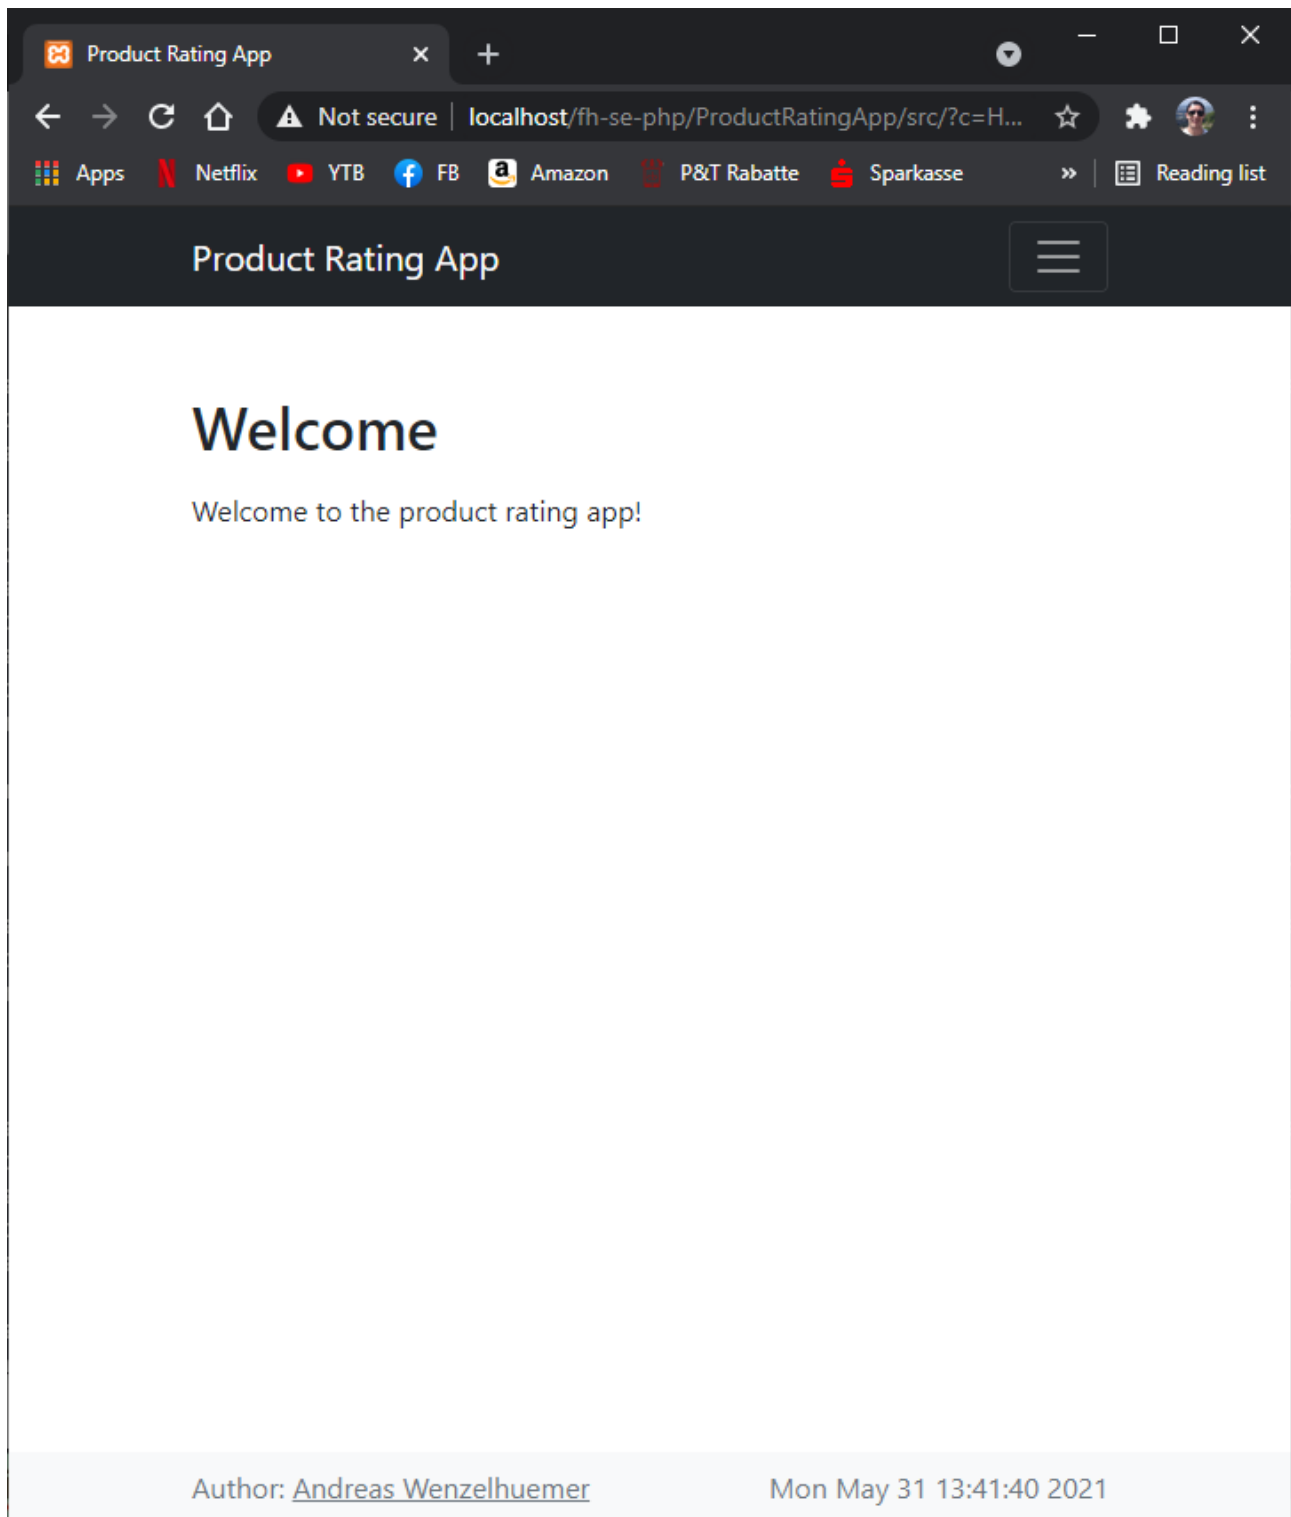 Product Rating App
Not secure localhost/fh-se-php/ProductRatingApp/src/?c=H...
Apps Netflix YTB FB Amazon P&T Rabatte Sparkasse » Reading list
Product Rating App
Welcome
Welcome to the product rating app!
Author: Andreas Wenzelhuemer Mon May 31 13:41:40 2021